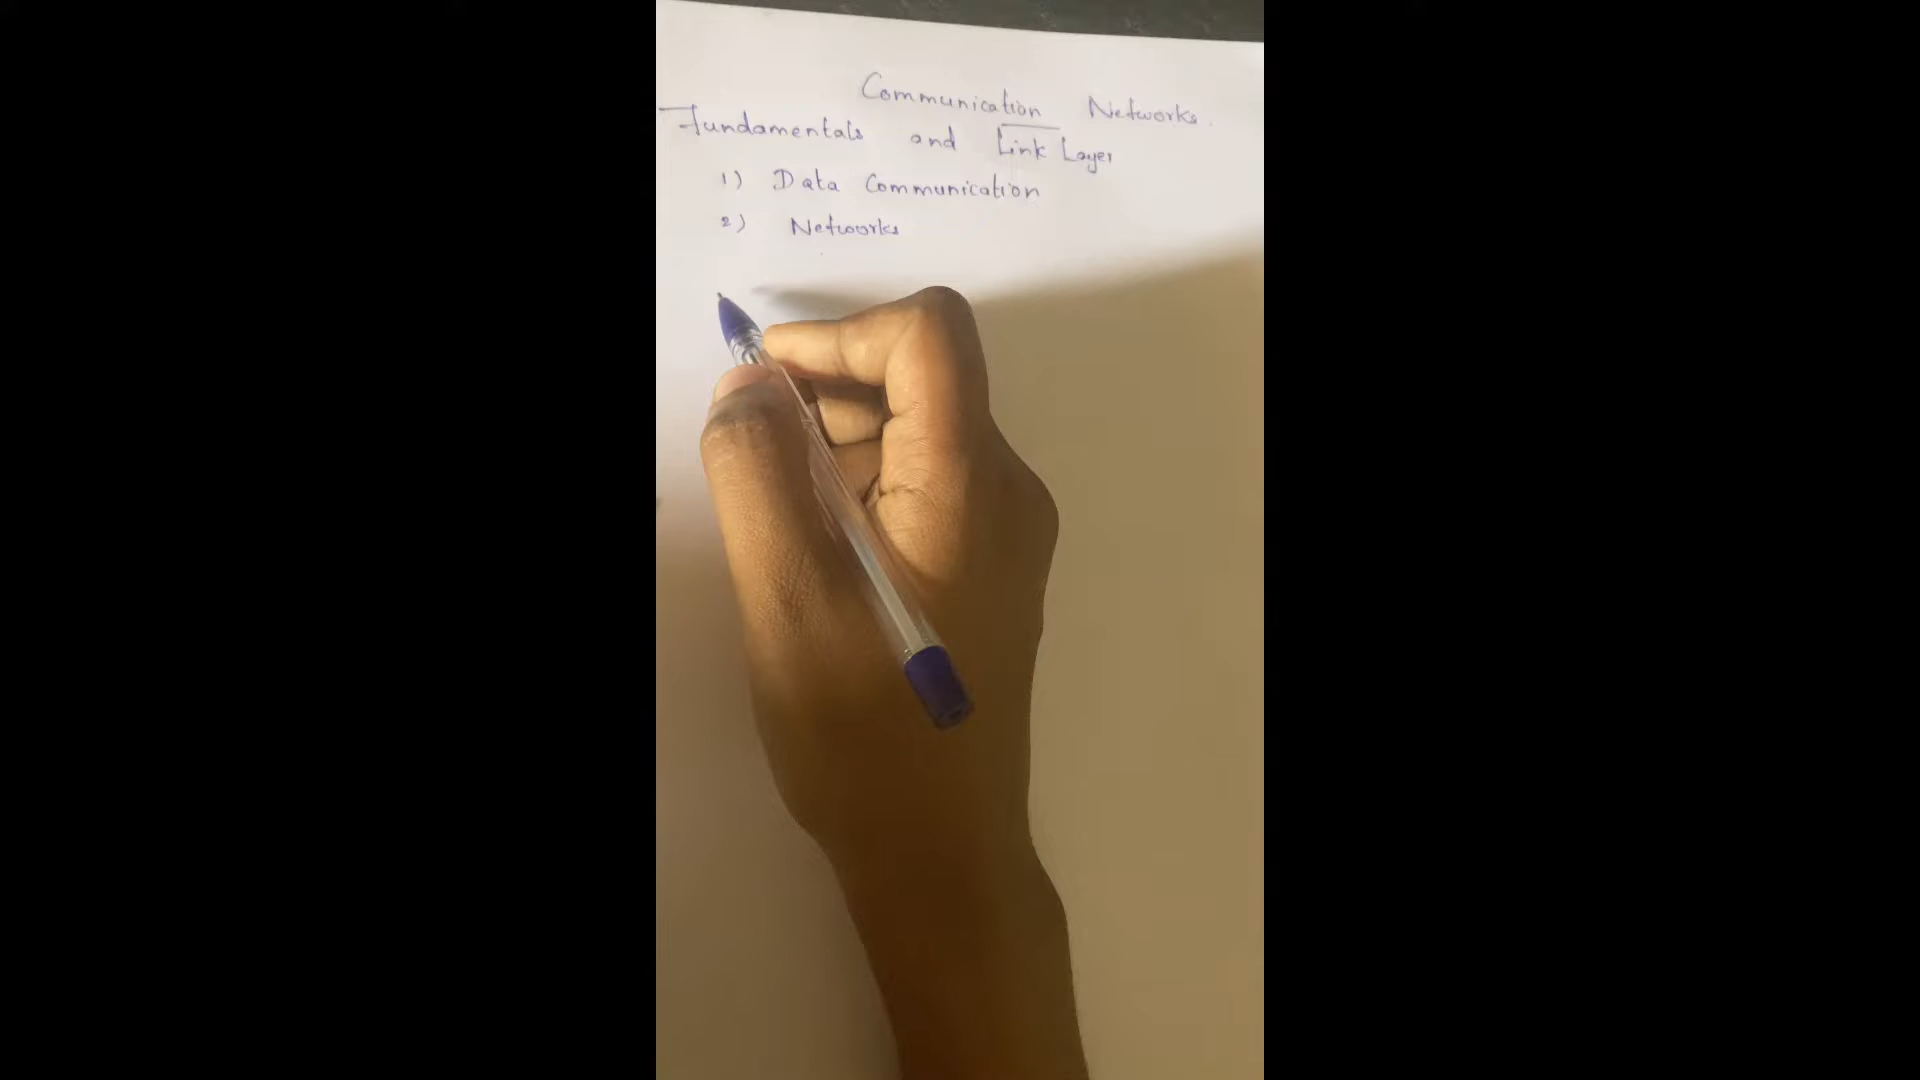 Communication Networks.
Fundamentals and Link Layer
1) Data Communication
2) Networks